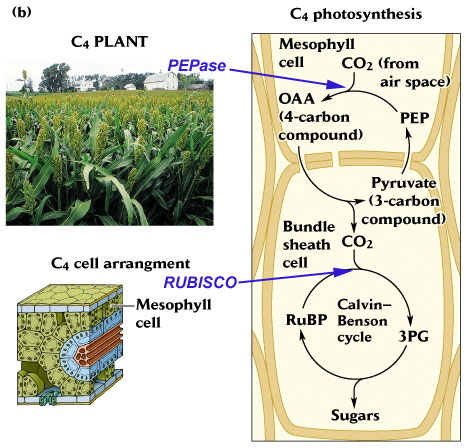 (b)
C4 PLANT
C4 cell arrangment
Mesophyll
cell
C4 photosynthesis
Mesophyll
cell
PEPase
CO2 (from
air space)
OAA
(4-carbon
compound)
PEP
Pyruvate
(3-carbon
compound)
Bundle
sheath
cell
CO2
RUBISCO
RuBP
Calvin–
Benson
cycle
3PG
Sugars